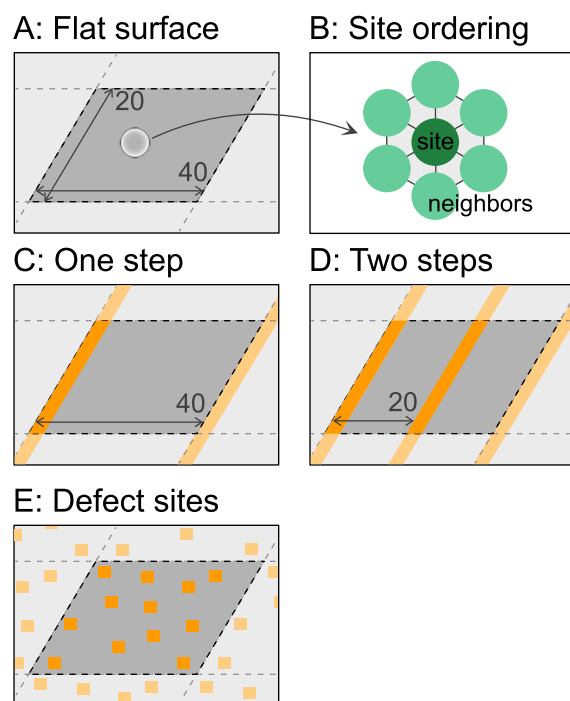 A: Flat surface
20
40
B: Site ordering
site
neighbors
C: One step
40
D: Two steps
20
E: Defect sites